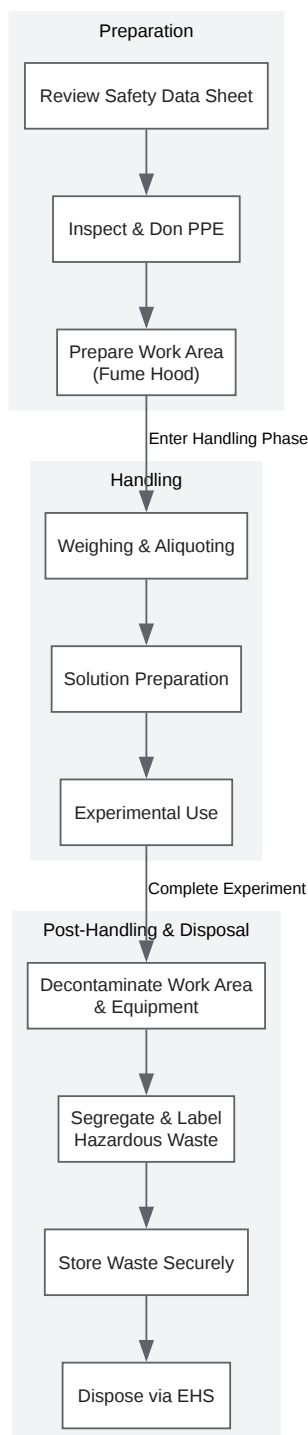 Preparation
Review Safety Data Sheet
Inspect & Don PPE
Prepare Work Area
(Fume Hood)
Enter Handling Phase
Handling
Weighing & Aliquoting
Solution Preparation
Experimental Use
Complete Experiment
Post-Handling & Disposal
Decontaminate Work Area
& Equipment
Segregate & Label
Hazardous Waste
Store Waste Securely
Dispose via EHS